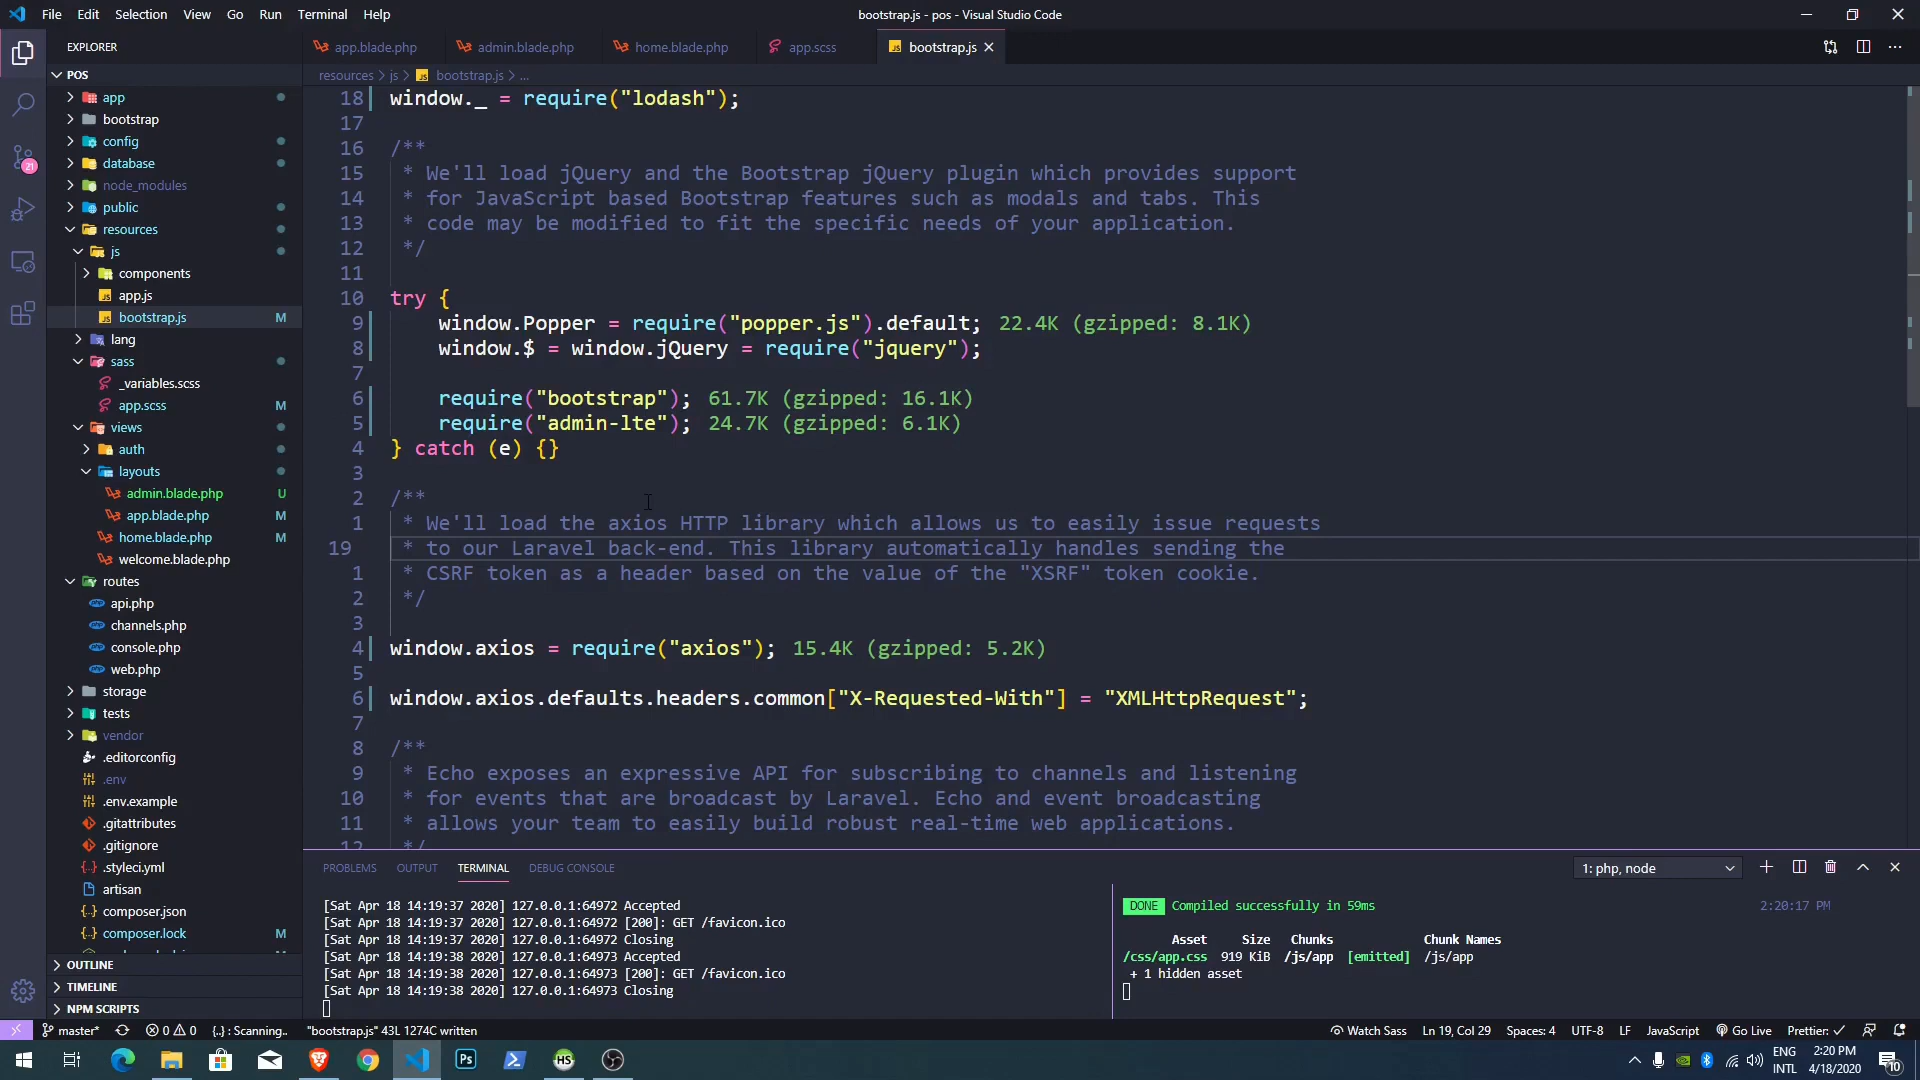 File Edit Selection View Go Run Terminal Help
bootstrap.js - pos - Visual Studio Code
EXPLORER
app.blade.php
admin.blade.php
home.blade.php
app.scss
bootstrap.js
POS
resources > js > bootstrap.js > ...
app
bootstrap
config
database
node_modules
public
resources
js
components
app.js
bootstrap.js M
lang
sass
_variables.scss
app.scss M
views
auth
layouts
admin.blade.php U
app.blade.php M
home.blade.php M
welcome.blade.php
routes
api.php
channels.php
console.php
web.php
storage
tests
vendor
.editorconfig
.env
.env.example
.gitattributes
.gitignore
.styleci.yml
artisan
composer.json
composer.lock M
OUTLINE
TIMELINE
NPM SCRIPTS
21
18 window._ = require("lodash");
17
16 /**
15 * We'll load jQuery and the Bootstrap jQuery plugin which provides support
14 * for JavaScript based Bootstrap features such as modals and tabs. This
13 * code may be modified to fit the specific needs of your application.
12 */
11
10 try {
9 window.Popper = require("popper.js").default; 22.4K (gzipped: 8.1K)
8 window.$ = window.jQuery = require("jquery");
7
6 require("bootstrap"); 61.7K (gzipped: 16.1K)
5 require("admin-lte"); 24.7K (gzipped: 6.1K)
4 } catch (e) {}
3
2 /**
1 * We'll load the axios HTTP library which allows us to easily issue requests
19 * to our Laravel back-end. This library automatically handles sending the
1 * CSRF token as a header based on the value of the "XSRF" token cookie.
2 */
3
4 window.axios = require("axios"); 15.4K (gzipped: 5.2K)
5
6 window.axios.defaults.headers.common["X-Requested-With"] = "XMLHttpRequest";
7
8 /**
9 * Echo exposes an expressive API for subscribing to channels and listening
10 * for events that are broadcast by Laravel. Echo and event broadcasting
11 * allows your team to easily build robust real-time web applications.
12 */
PROBLEMS OUTPUT TERMINAL DEBUG CONSOLE
1: php, node
[Sat Apr 18 14:19:37 2020] 127.0.0.1:64972 Accepted
[Sat Apr 18 14:19:37 2020] 127.0.0.1:64972 [200]: GET /favicon.ico
[Sat Apr 18 14:19:37 2020] 127.0.0.1:64972 Closing
[Sat Apr 18 14:19:38 2020] 127.0.0.1:64973 Accepted
[Sat Apr 18 14:19:38 2020] 127.0.0.1:64973 [200]: GET /favicon.ico
[Sat Apr 18 14:19:38 2020] 127.0.0.1:64973 Closing
DONE Compiled successfully in 59ms 2:20:17 PM
Asset Size Chunks Chunk Names
/css/app.css 919 KiB /js/app [emitted] /js/app
+ 1 hidden asset
master* 0 0 {..} : Scanning.. "bootstrap.js" 43L 1274C written
Watch Sass Ln 19, Col 29 Spaces: 4 UTF-8 LF JavaScript Go Live Prettier: ✓
Ps
HS
ENG
INTL
2:20 PM
4/18/2020
10